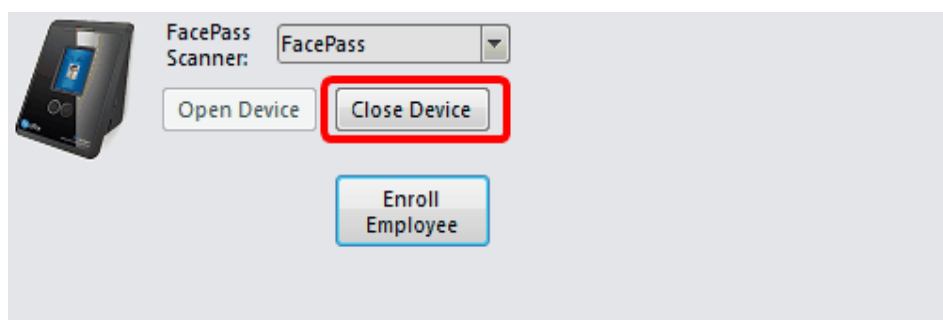 FacePass
Scanner:
FacePass
Open Device
Close Device
Enroll
Employee